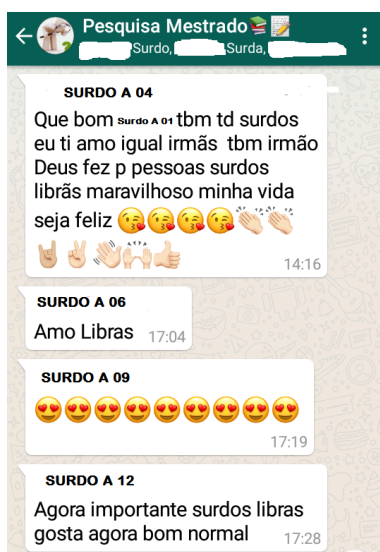 Pesquisa Mestrado📚📝
Surdo, Surda,
SURDO A 04
Que bom Surdo A 01 tbm td surdos
eu ti amo igual irmãs tbm irmão
Deus fez p pessoas surdos
librãs maravilhoso minha vida
seja feliz 😘😘😘😘👏🏻👏🏻
🤘🏼✌🏻👋🏻🙌🏻👍🏻
14:16
SURDO A 06
Amo Libras 17:04
SURDO A 09
😍😍😍😍😍😍😍😍😍
17:19
SURDO A 12
Agora importante surdos libras
gosta agora bom normal 17:28